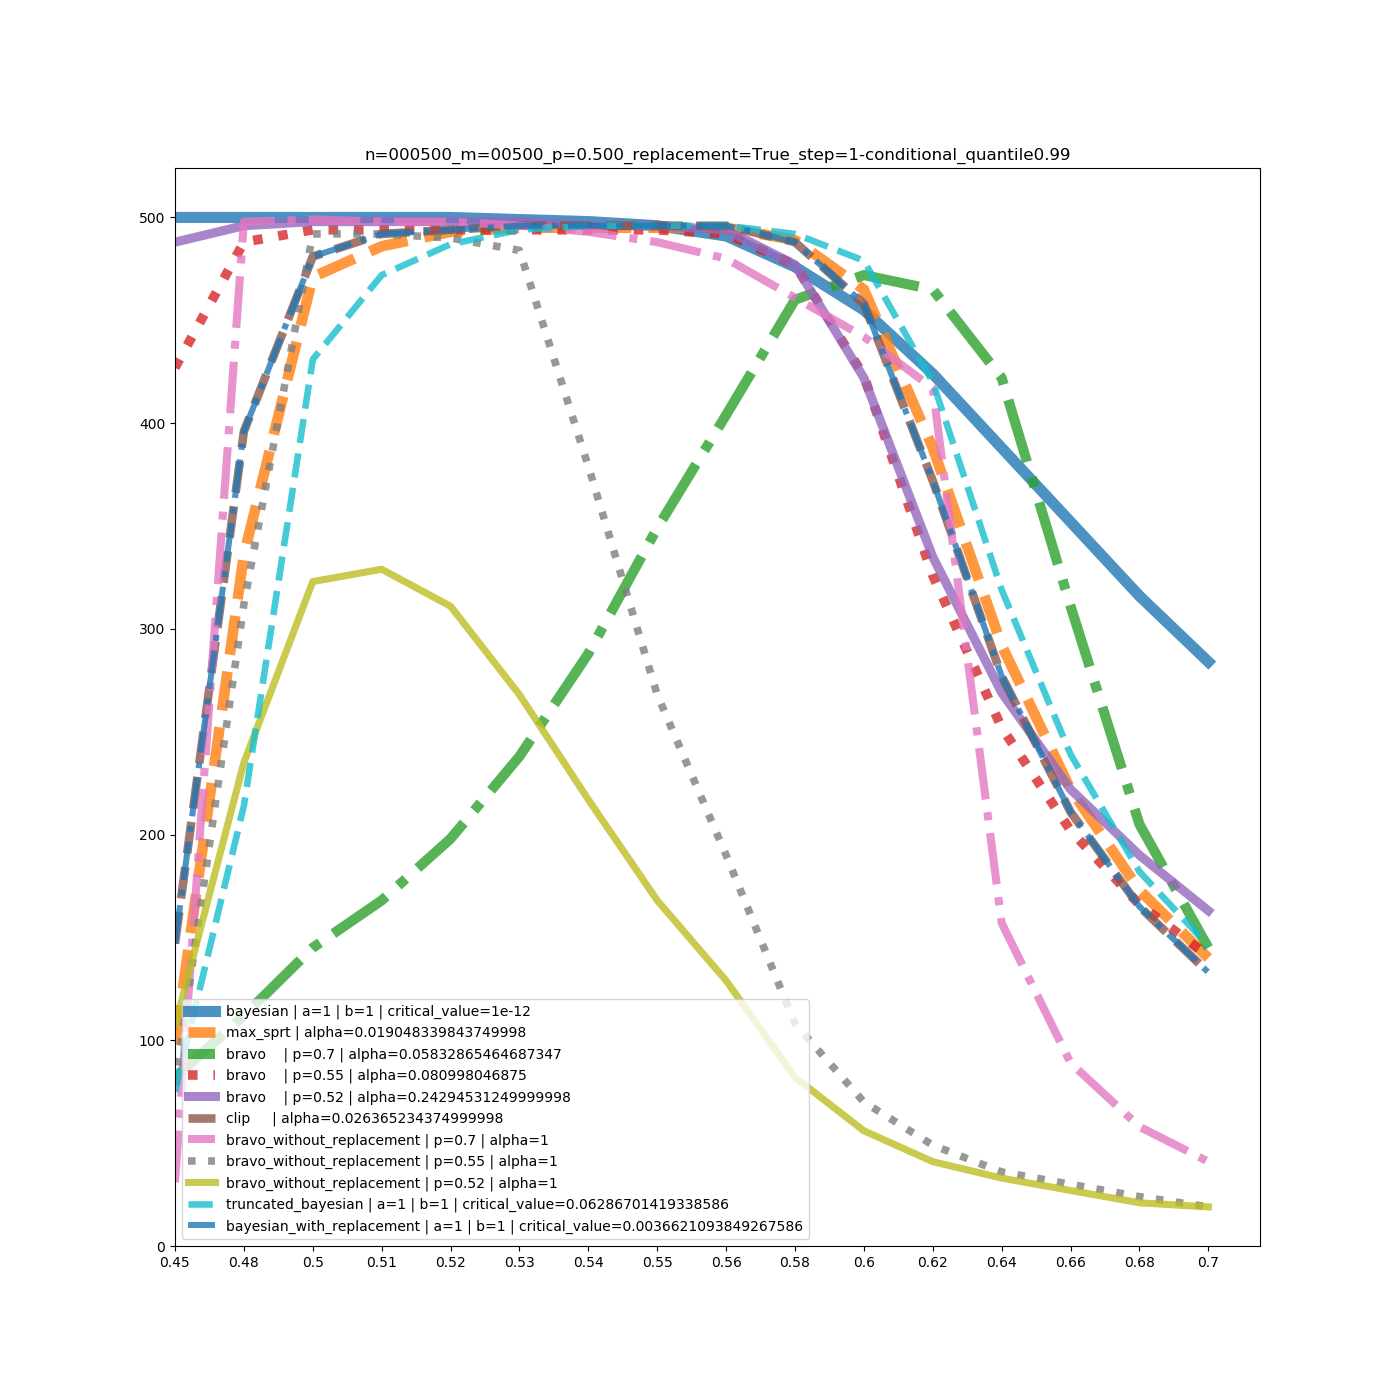 n=000500_m=00500_p=0.500_replacement=True_step=1-conditional_quantile0.99
500
400
300
200
100
0
bayesian | a=1 | b=1 | critical_value=1e-12
max_sprt | alpha=0.019048339843749998
bravo | p=0.7 | alpha=0.05832865464687347
bravo | p=0.55 | alpha=0.080998046875
bravo | p=0.52 | alpha=0.24294531249999998
clip | alpha=0.026365234374999998
bravo_without_replacement | p=0.7 | alpha=1
bravo_without_replacement | p=0.55 | alpha=1
bravo_without_replacement | p=0.52 | alpha=1
truncated_bayesian | a=1 | b=1 | critical_value=0.06286701419338586
bayesian_with_replacement | a=1 | b=1 | critical_value=0.0036621093849267586
0.45 0.48 0.5 0.51 0.52 0.53 0.54 0.55 0.56 0.58 0.6 0.62 0.64 0.66 0.68 0.7